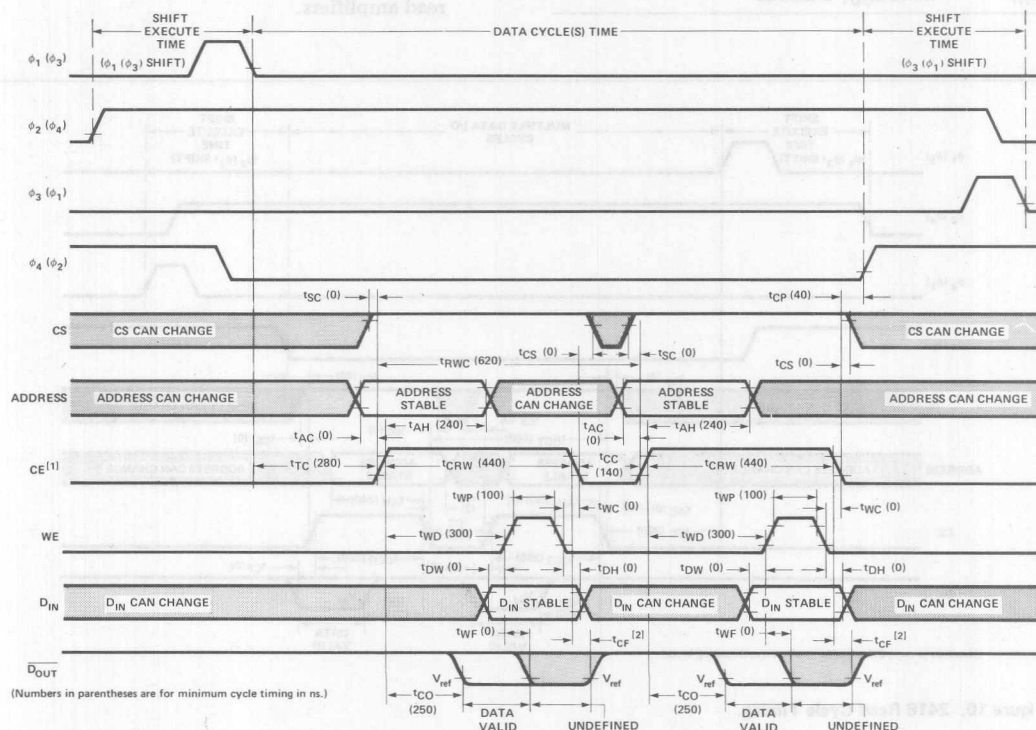 read amplifiers.
SHIFT
EXECUTE
TIME
(ϕ1 (ϕ3) SHIFT)
DATA CYCLE(S) TIME
SHIFT
EXECUTE
TIME
(ϕ3 (ϕ1) SHIFT)
ϕ1 (ϕ3)
ϕ2 (ϕ4)
ϕ3 (ϕ1)
ϕ4 (ϕ2)
tSC (0)
tCP (40)
CS
CS CAN CHANGE
CS CAN CHANGE
tRWC (620)
tCS (0)
tSC (0)
tCS (0)
ADDRESS
ADDRESS CAN CHANGE
ADDRESS STABLE
ADDRESS CAN CHANGE
ADDRESS STABLE
ADDRESS CAN CHANGE
tAC (0)
tAH (240)
tAC (0)
tAH (240)
CE [1]
tTC (280)
tCRW (440)
tCC (140)
tCRW (440)
tWP (100)
tWC (0)
tWP (100)
tWC (0)
WE
tWD (300)
tWD (300)
tDW (0)
tDH (0)
tDW (0)
tDH (0)
DIN
DIN CAN CHANGE
DIN STABLE
DIN CAN CHANGE
DIN STABLE
DIN CAN CHANGE
tWF (0)
tCF [2]
tWF (0)
tCF [2]
DOUT
Vref
Vref
Vref
Vref
(Numbers in parentheses are for minimum cycle timing in ns.)
tCO (250)
DATA VALID
UNDEFINED
tCO (250)
DATA VALID
UNDEFINED